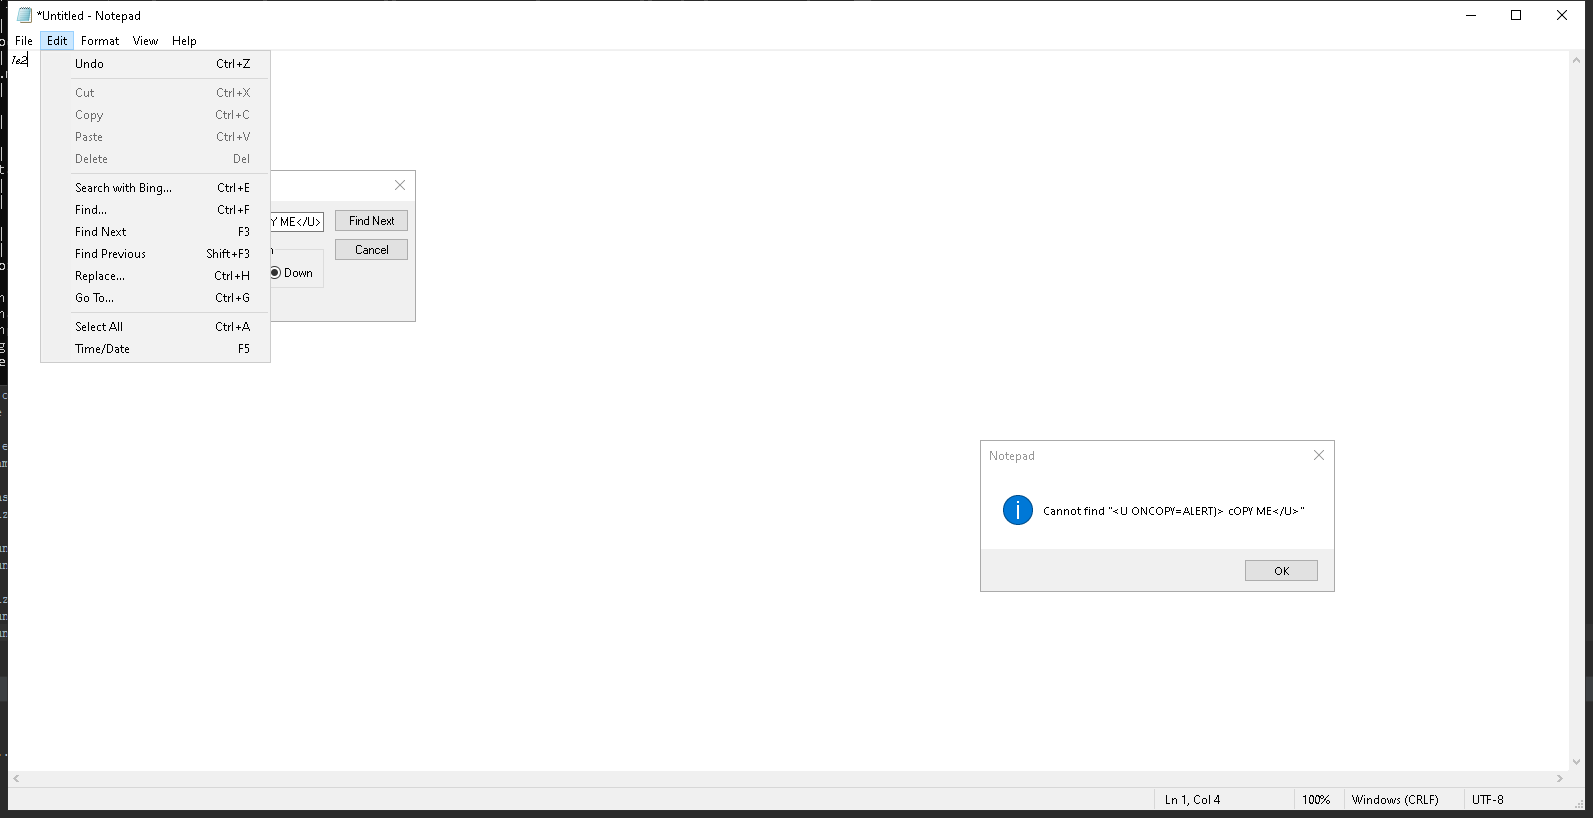 *Untitled - Notepad
File Edit Format View Help
Te2
Undo Ctrl+Z
Cut Ctrl+X
Copy Ctrl+C
Paste Ctrl+V
Delete Del
Search with Bing... Ctrl+E
Find... Ctrl+F
Find Next F3
Find Previous Shift+F3
Replace... Ctrl+H
Go To... Ctrl+G
Select All Ctrl+A
Time/Date F5
ME</U> Find Next
Cancel
Down
Notepad
Cannot find "<U ONCOPY=ALERT)> cOPY ME</U>"
OK
Ln 1, Col 4 100% Windows (CRLF) UTF-8